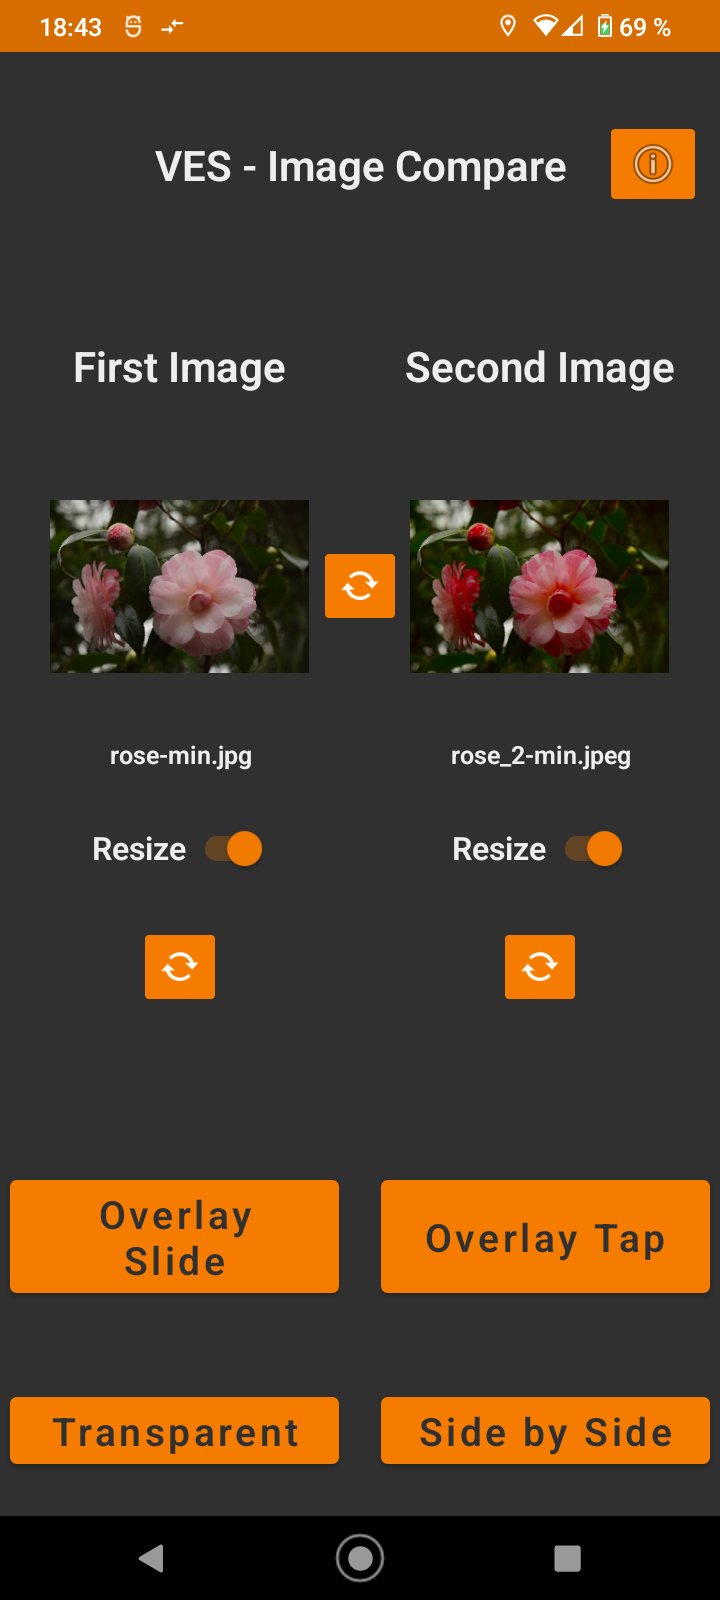 18:43
69 %
VES - Image Compare
First Image
Second Image
rose-min.jpg
rose_2-min.jpeg
Resize
Resize
Overlay
Slide
Overlay Tap
Transparent
Side by Side